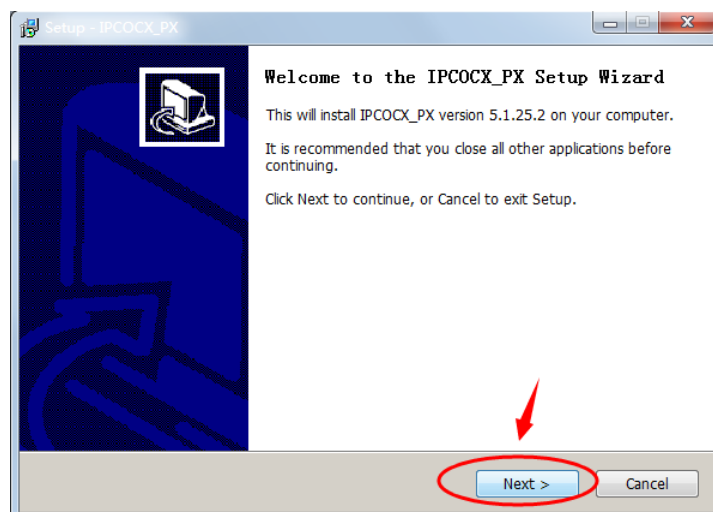 Setup - IPCOCX_PX
Welcome to the IPCOCX_PX Setup Wizard
This will install IPCOCX_PX version 5.1.25.2 on your computer.
It is recommended that you close all other applications before
continuing.
Click Next to continue, or Cancel to exit Setup.
Next >
Cancel